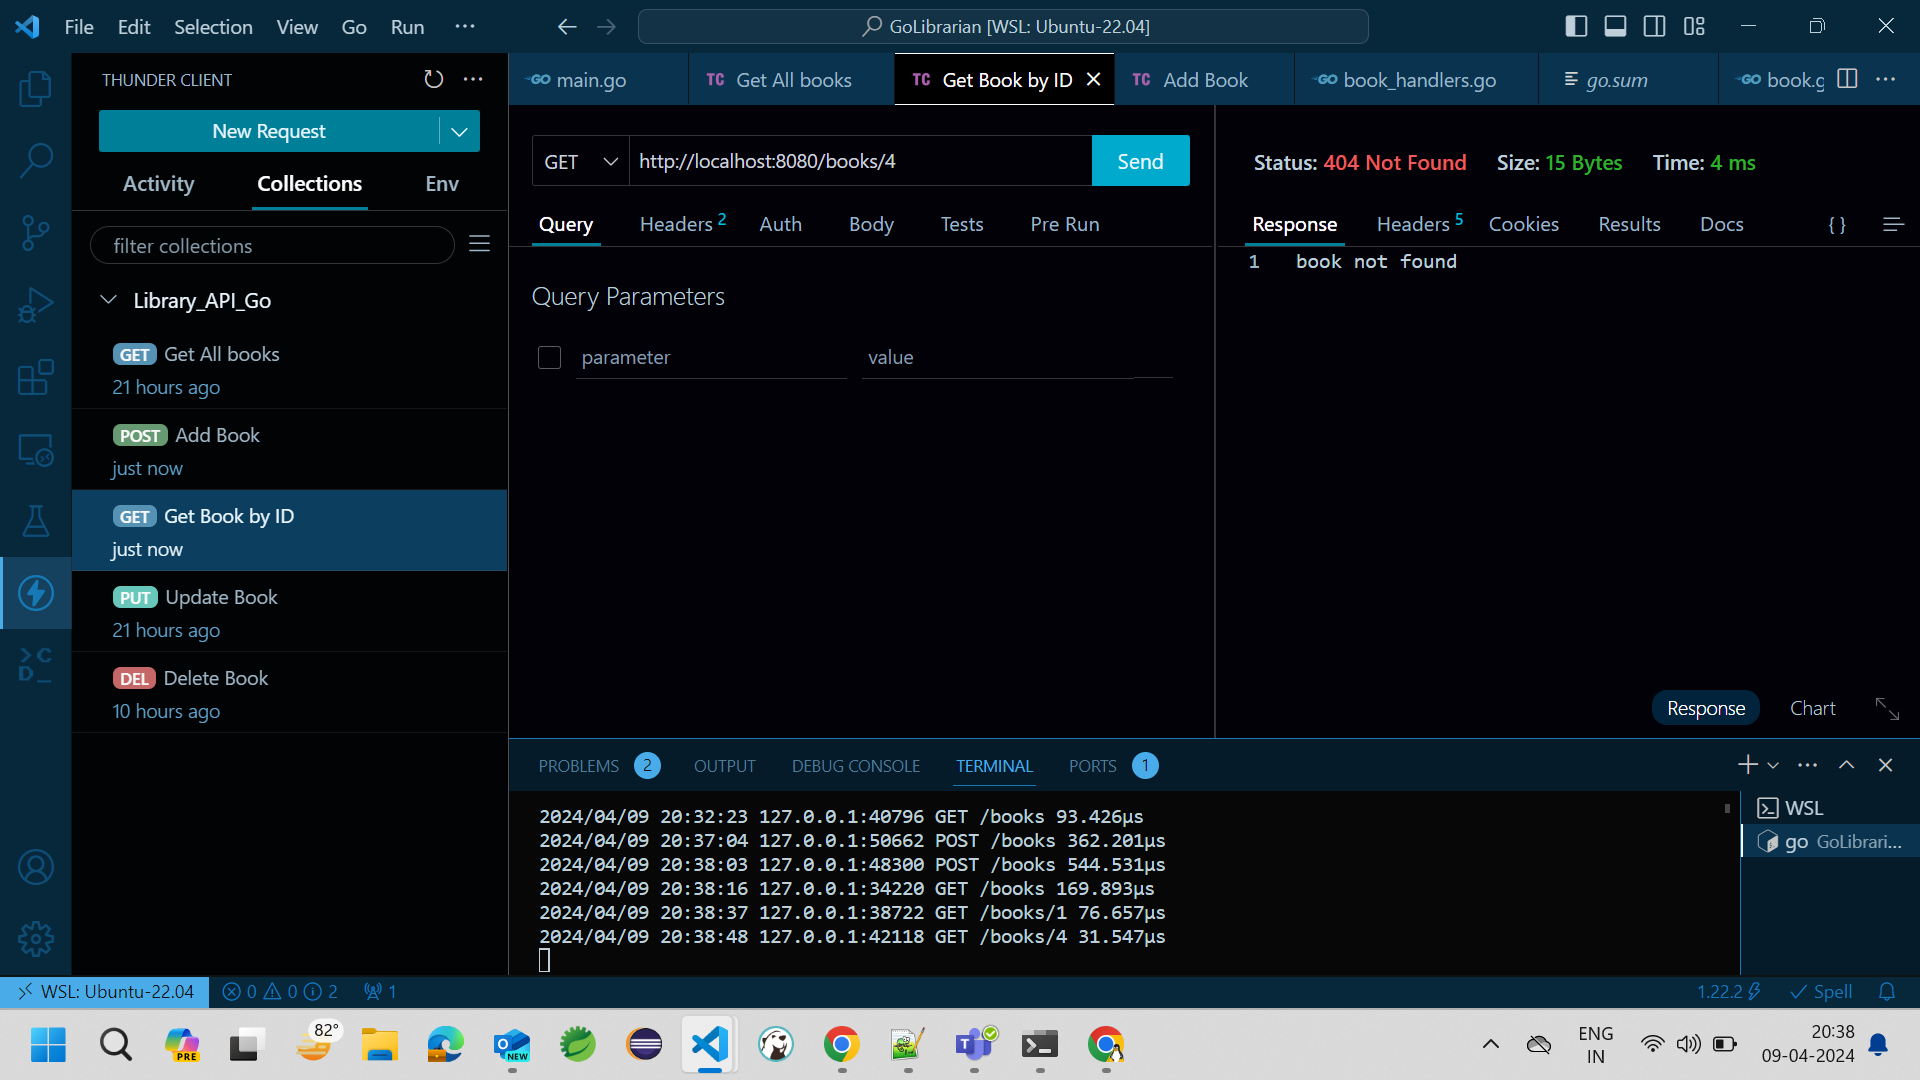 File Edit Selection View Go Run ···
GoLibrarian [WSL: Ubuntu-22.04]
THUNDER CLIENT
New Request
Activity Collections Env
filter collections
Library_API_Go
GET Get All books
21 hours ago
POST Add Book
just now
GET Get Book by ID
just now
PUT Update Book
21 hours ago
DEL Delete Book
10 hours ago
GO main.go TC Get All books TC Get Book by ID TC Add Book GO book_handlers.go go.sum GO book.g
GET http://localhost:8080/books/4 Send
Query Headers 2 Auth Body Tests Pre Run
Query Parameters
parameter value
Status: 404 Not Found Size: 15 Bytes Time: 4 ms
Response Headers 5 Cookies Results Docs { }
1 book not found
Response Chart
PROBLEMS 2 OUTPUT DEBUG CONSOLE TERMINAL PORTS 1
2024/04/09 20:32:23 127.0.0.1:40796 GET /books 93.426µs
2024/04/09 20:37:04 127.0.0.1:50662 POST /books 362.201µs
2024/04/09 20:38:03 127.0.0.1:48300 POST /books 544.531µs
2024/04/09 20:38:16 127.0.0.1:34220 GET /books 169.893µs
2024/04/09 20:38:37 127.0.0.1:38722 GET /books/1 76.657µs
2024/04/09 20:38:48 127.0.0.1:42118 GET /books/4 31.547µs
WSL
go GoLibrari...
WSL: Ubuntu-22.04 0 0 2 1
1.22.2 Spell
PRE
82°
NEW
ENG
IN
20:38
09-04-2024